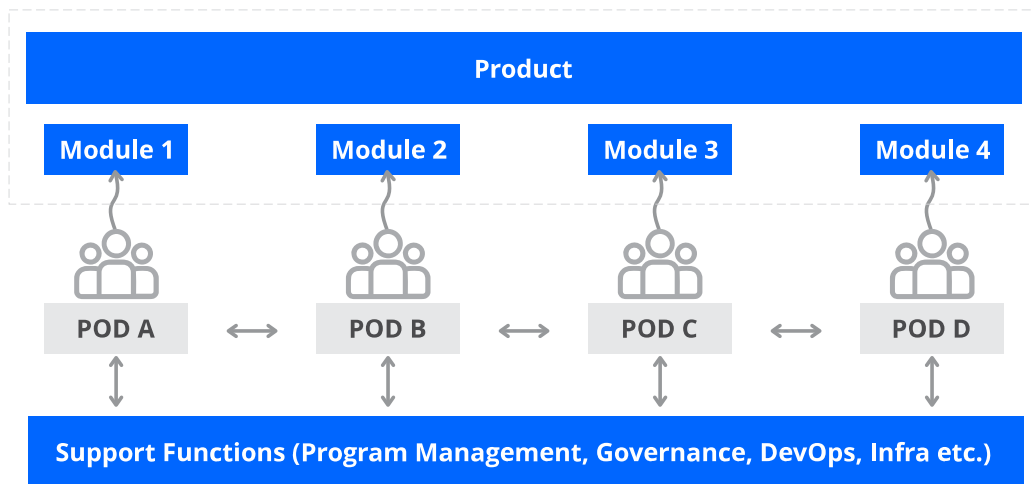 Product
Module 1
Module 2
Module 3
Module 4
POD A
POD B
POD C
POD D
Support Functions (Program Management, Governance, DevOps, Infra etc.)